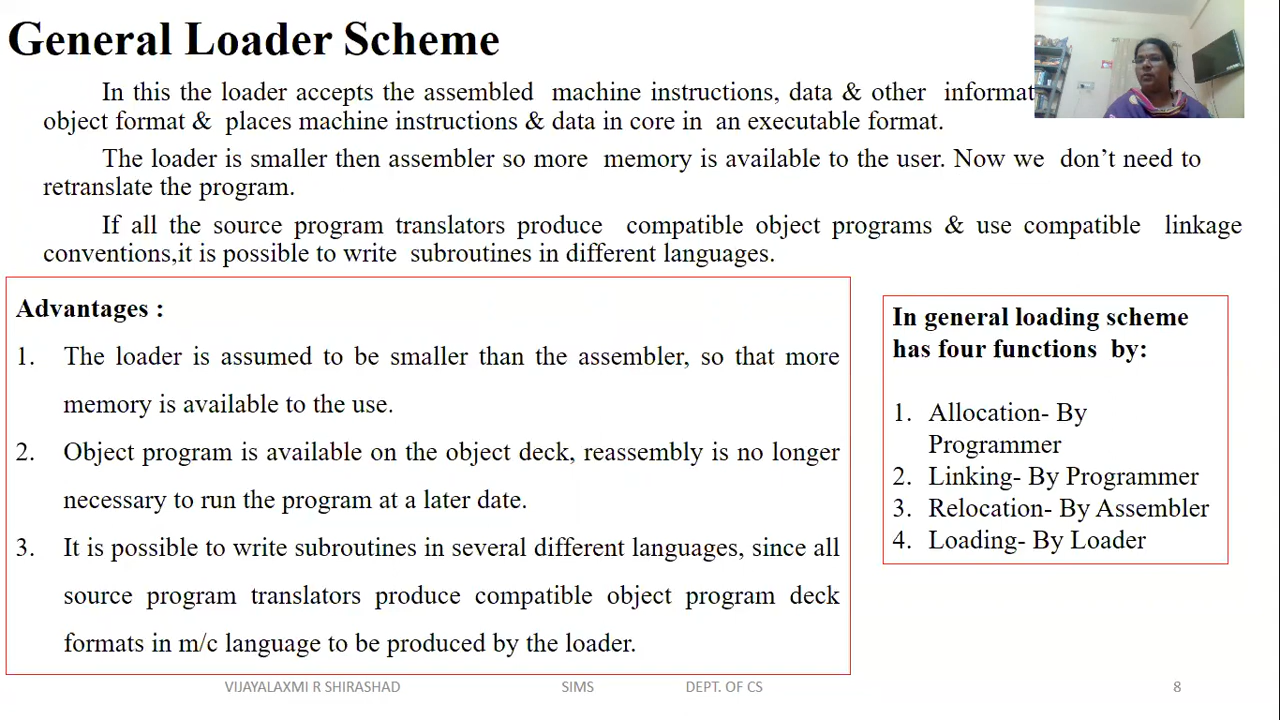 General Loader Scheme
In this the loader accepts the assembled machine instructions, data & other informat
object format & places machine instructions & data in core in an executable format.
The loader is smaller then assembler so more memory is available to the user. Now we don’t need to
retranslate the program.
If all the source program translators produce compatible object programs & use compatible linkage
conventions,it is possible to write subroutines in different languages.
Advantages :
1. The loader is assumed to be smaller than the assembler, so that more
memory is available to the use.
2. Object program is available on the object deck, reassembly is no longer
necessary to run the program at a later date.
3. It is possible to write subroutines in several different languages, since all
source program translators produce compatible object program deck
formats in m/c language to be produced by the loader.
In general loading scheme
has four functions by:
1. Allocation- By
Programmer
2. Linking- By Programmer
3. Relocation- By Assembler
4. Loading- By Loader
VIJAYALAXMI R SHIRASHAD SIMS DEPT. OF CS 8